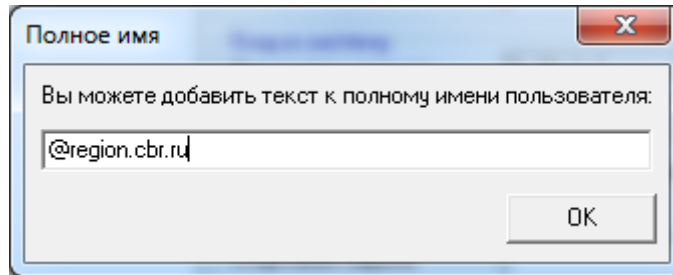 Полное имя
Вы можете добавить текст к полному имени пользователя:
@region.cbr.ru
OK